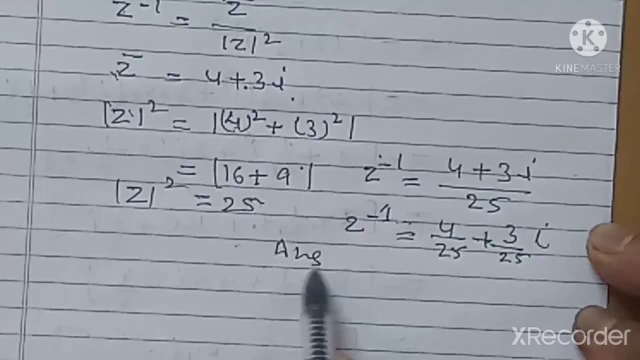 z⁻¹ = z̄ / |z|²
z̄ = 4+3i
|z|² = |(4)² + (3)²|
= |16+9|
|z|² = 25
z⁻¹ = 4+3i / 25
z⁻¹ = 4/25 + 3/25 i
Ans
KINEMASTER
XRecorder